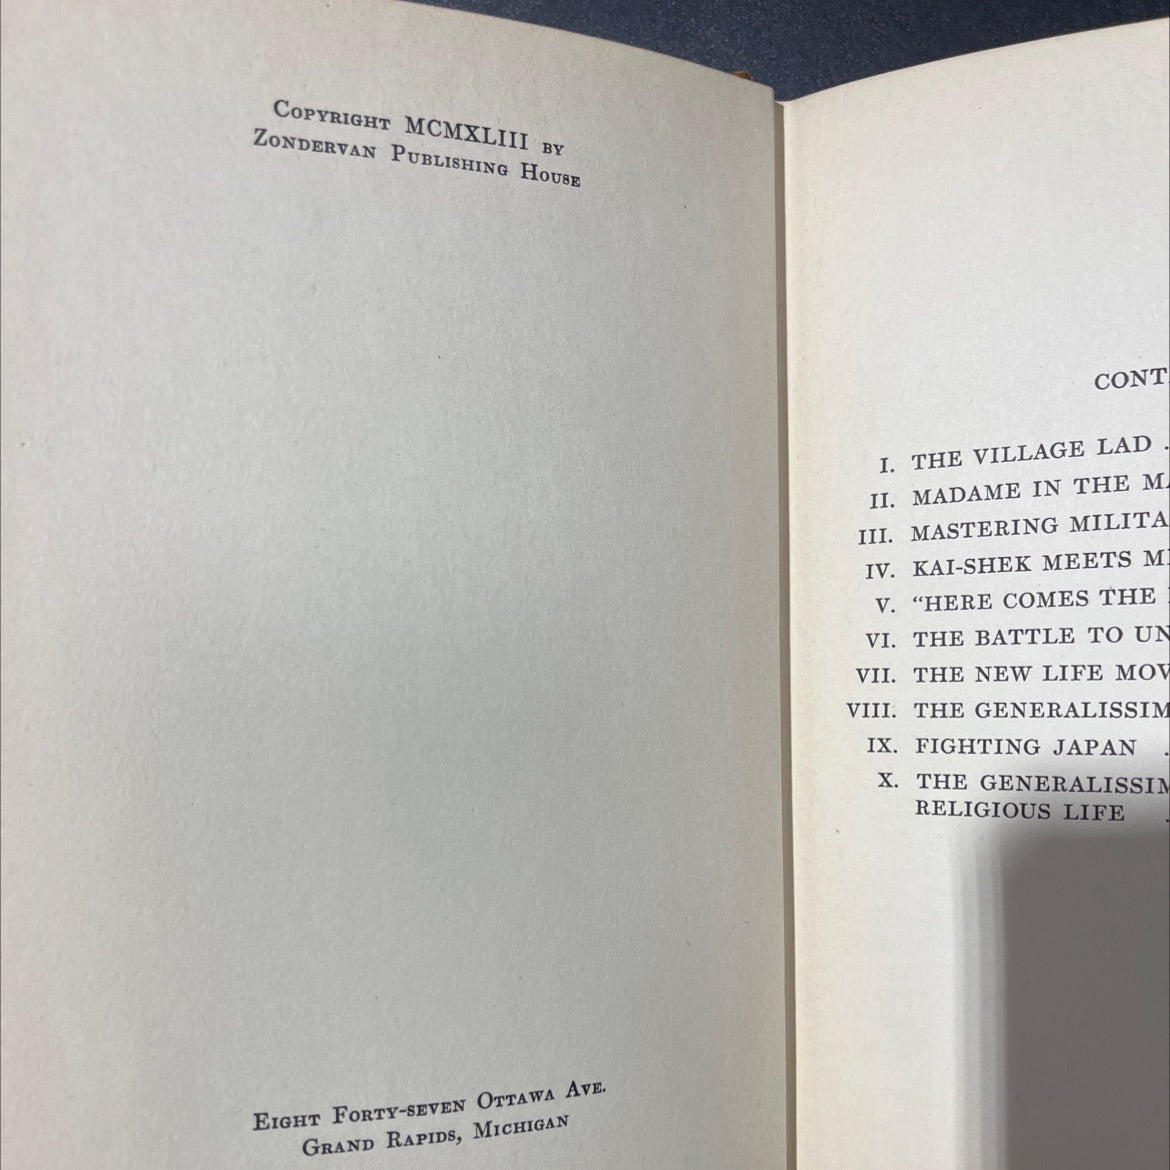 Copyright MCMXLIII by
Zondervan Publishing House
Eight Forty-seven Ottawa Ave.
Grand Rapids, Michigan
CONT
I. THE VILLAGE LAD .
II. MADAME IN THE MA
III. MASTERING MILITA
IV. KAI-SHEK MEETS M
V. “HERE COMES THE
VI. THE BATTLE TO UN
VII. THE NEW LIFE MOV
VIII. THE GENERALISSIM
IX. FIGHTING JAPAN .
X. THE GENERALISSIM
RELIGIOUS LIFE .